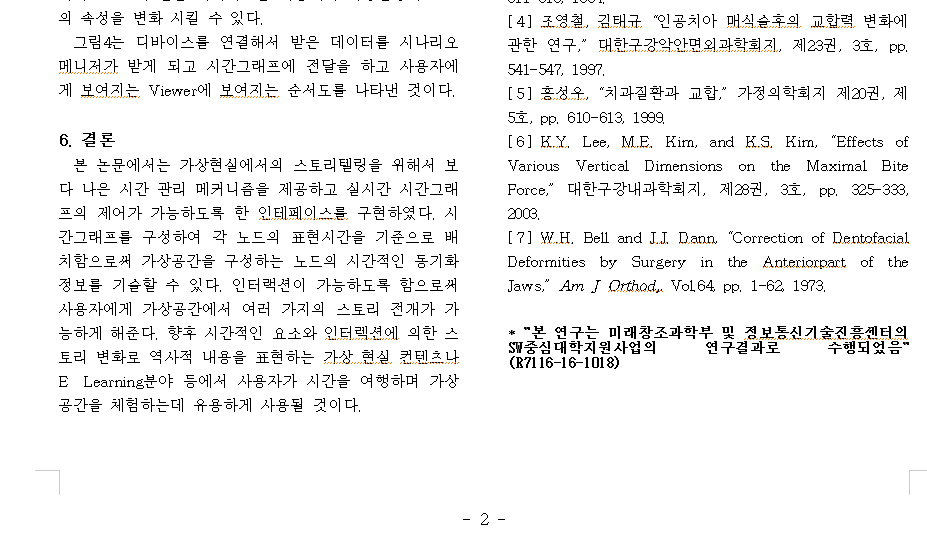 의 속성을 변화 시킬 수 있다.
그림4는 디바이스를 연결해서 받은 데이터를 시나리오
메니저가 받게 되고 시간그래프에 전달을 하고 사용자에
게 보여지는 Viewer에 보여지는 순서도를 나타낸 것이다.
6. 결론
본 논문에서는 가상현실에서의 스토리텔링을 위해서 보
다 나은 시간 관리 메커니즘을 제공하고 실시간 시간그래
프의 제어가 가능하도록 한 인테페이스를 구현하였다. 시
간그래프를 구성하여 각 노드의 표현시간을 기준으로 배
치함으로써 가상공간을 구성하는 노드의 시간적인 동기화
정보를 기술할 수 있다. 인터랙션이 가능하도록 함으로써
사용자에게 가상공간에서 여러 가지의 스토리 전개가 가
능하게 해준다. 향후 시간적인 요소와 인터렉션에 의한 스
토리 변화로 역사적 내용을 표현하는 가상 현실 컨텐츠나
E Learning분야 등에서 사용자가 시간을 여행하며 가상
공간을 체험하는데 유용하게 사용될 것이다.
[4] 조영철, 김태규 “인공치아 매식술후의 교합력 변화에
관한 연구,” 대한구강악안면외과학회지, 제23권, 3호, pp.
541-547, 1997.
[5] 홍성우, “치과질환과 교합,” 가정의학회지 제20권, 제
5호, pp. 610-613, 1999.
[6] K.Y. Lee, M.E. Kim, and K.S. Kim, “Effects of
Various Vertical Dimensions on the Maximal Bite
Force,” 대한구강내과학회지, 제28권, 3호, pp. 325-333,
2003.
[7] W.H. Bell and J.J. Dann, “Correction of Dentofacial
Deformities by Surgery in the Anteriorpart of the
Jaws,” Am J Orthod., Vol.64, pp. 1-62, 1973.
* "본 연구는 미래창조과학부 및 정보통신기술진흥센터의
SW중심대학지원사업의 연구결과로 수행되었음"
(R7116-16-1018)
- 2 -